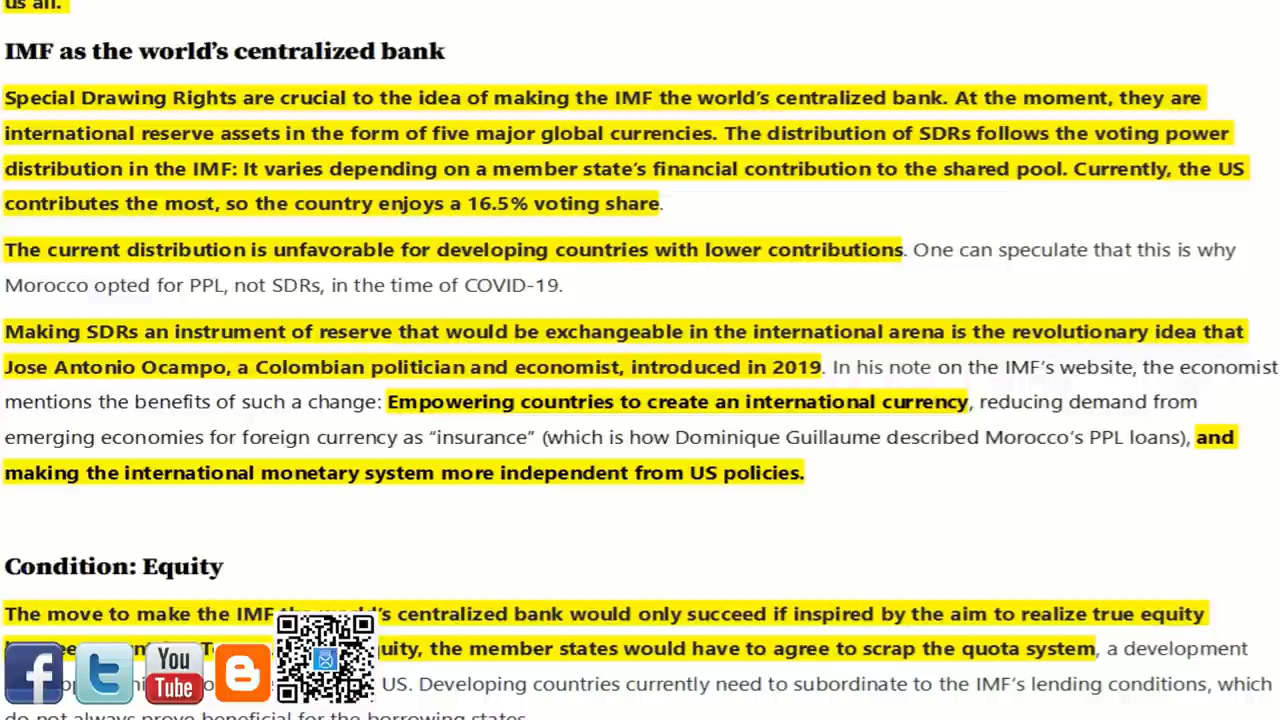 us all.
IMF as the world's centralized bank
Special Drawing Rights are crucial to the idea of making the IMF the world's centralized bank. At the moment, they are
international reserve assets in the form of five major global currencies. The distribution of SDRs follows the voting power
distribution in the IMF: It varies depending on a member state's financial contribution to the shared pool. Currently, the US
contributes the most, so the country enjoys a 16.5% voting share.
The current distribution is unfavorable for developing countries with lower contributions. One can speculate that this is why
Morocco opted for PPL, not SDRs, in the time of COVID-19.
Making SDRs an instrument of reserve that would be exchangeable in the international arena is the revolutionary idea that
Jose Antonio Ocampo, a Colombian politician and economist, introduced in 2019. In his note on the IMF's website, the economist
mentions the benefits of such a change: Empowering countries to create an international currency, reducing demand from
emerging economies for foreign currency as “insurance” (which is how Dominique Guillaume described Morocco's PPL loans), and
making the international monetary system more independent from US policies.
Condition: Equity
The move to make the IMF the world's centralized bank would only succeed if inspired by the aim to realize true equity
the member states would have to agree to scrap the quota system, a development
US. Developing countries currently need to subordinate to the IMF's lending conditions, which
do not always prove beneficial for the borrowing states.
You
Tube